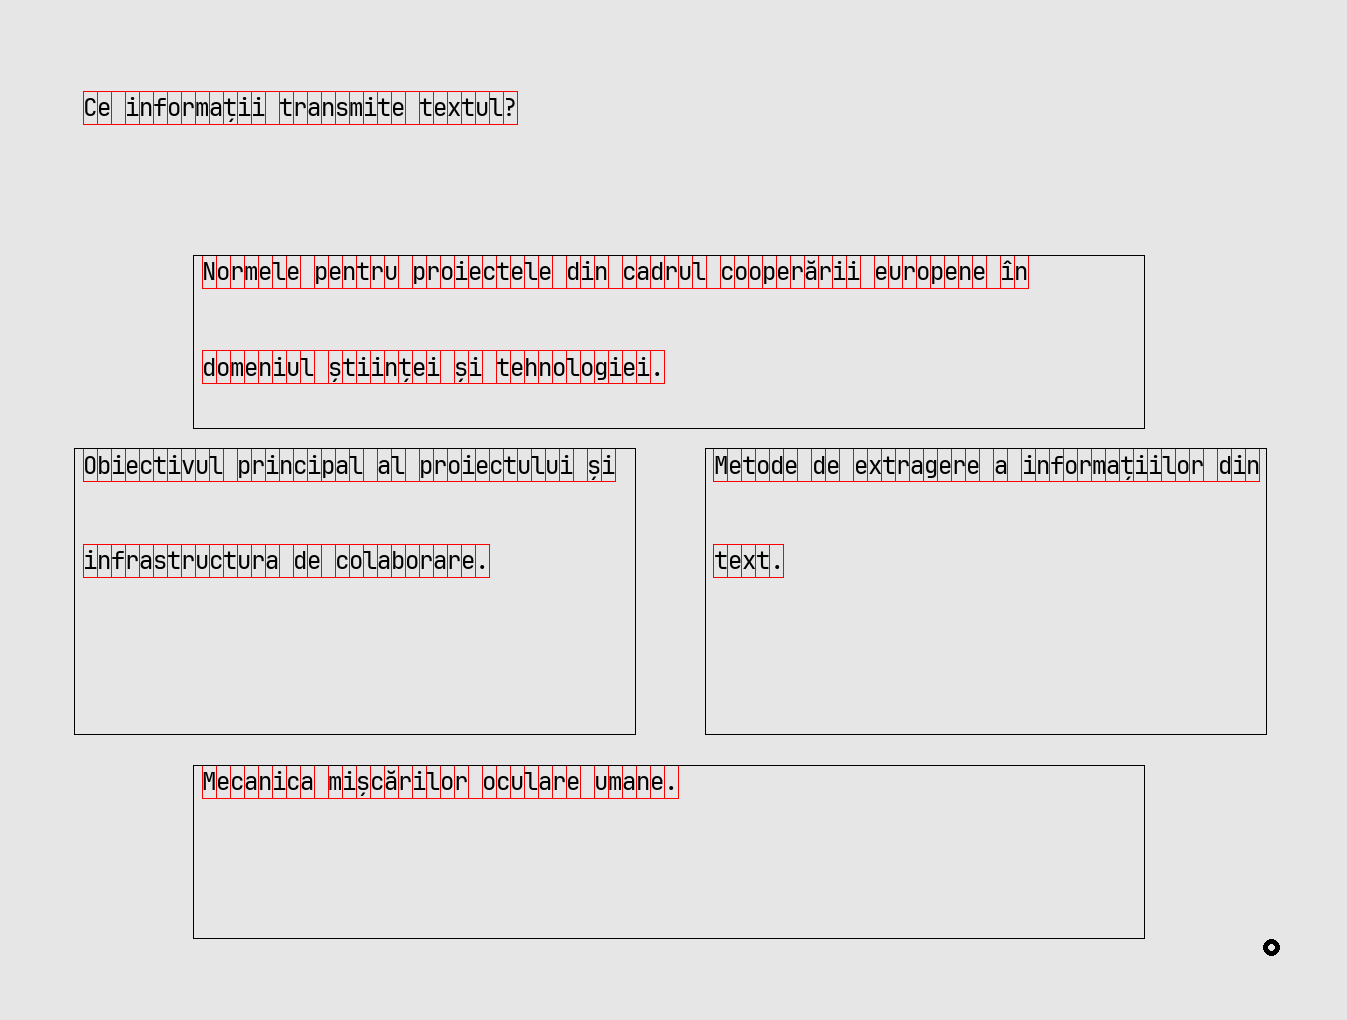 Ce informații transmite textul?
Normele pentru proiectele din cadrul cooperării europene în
domeniul științei și tehnologiei.
Obiectivul principal al proiectului și
infrastructura de colaborare.
Metode de extragere a informațiilor din
text.
Mecanica mișcărilor oculare umane.